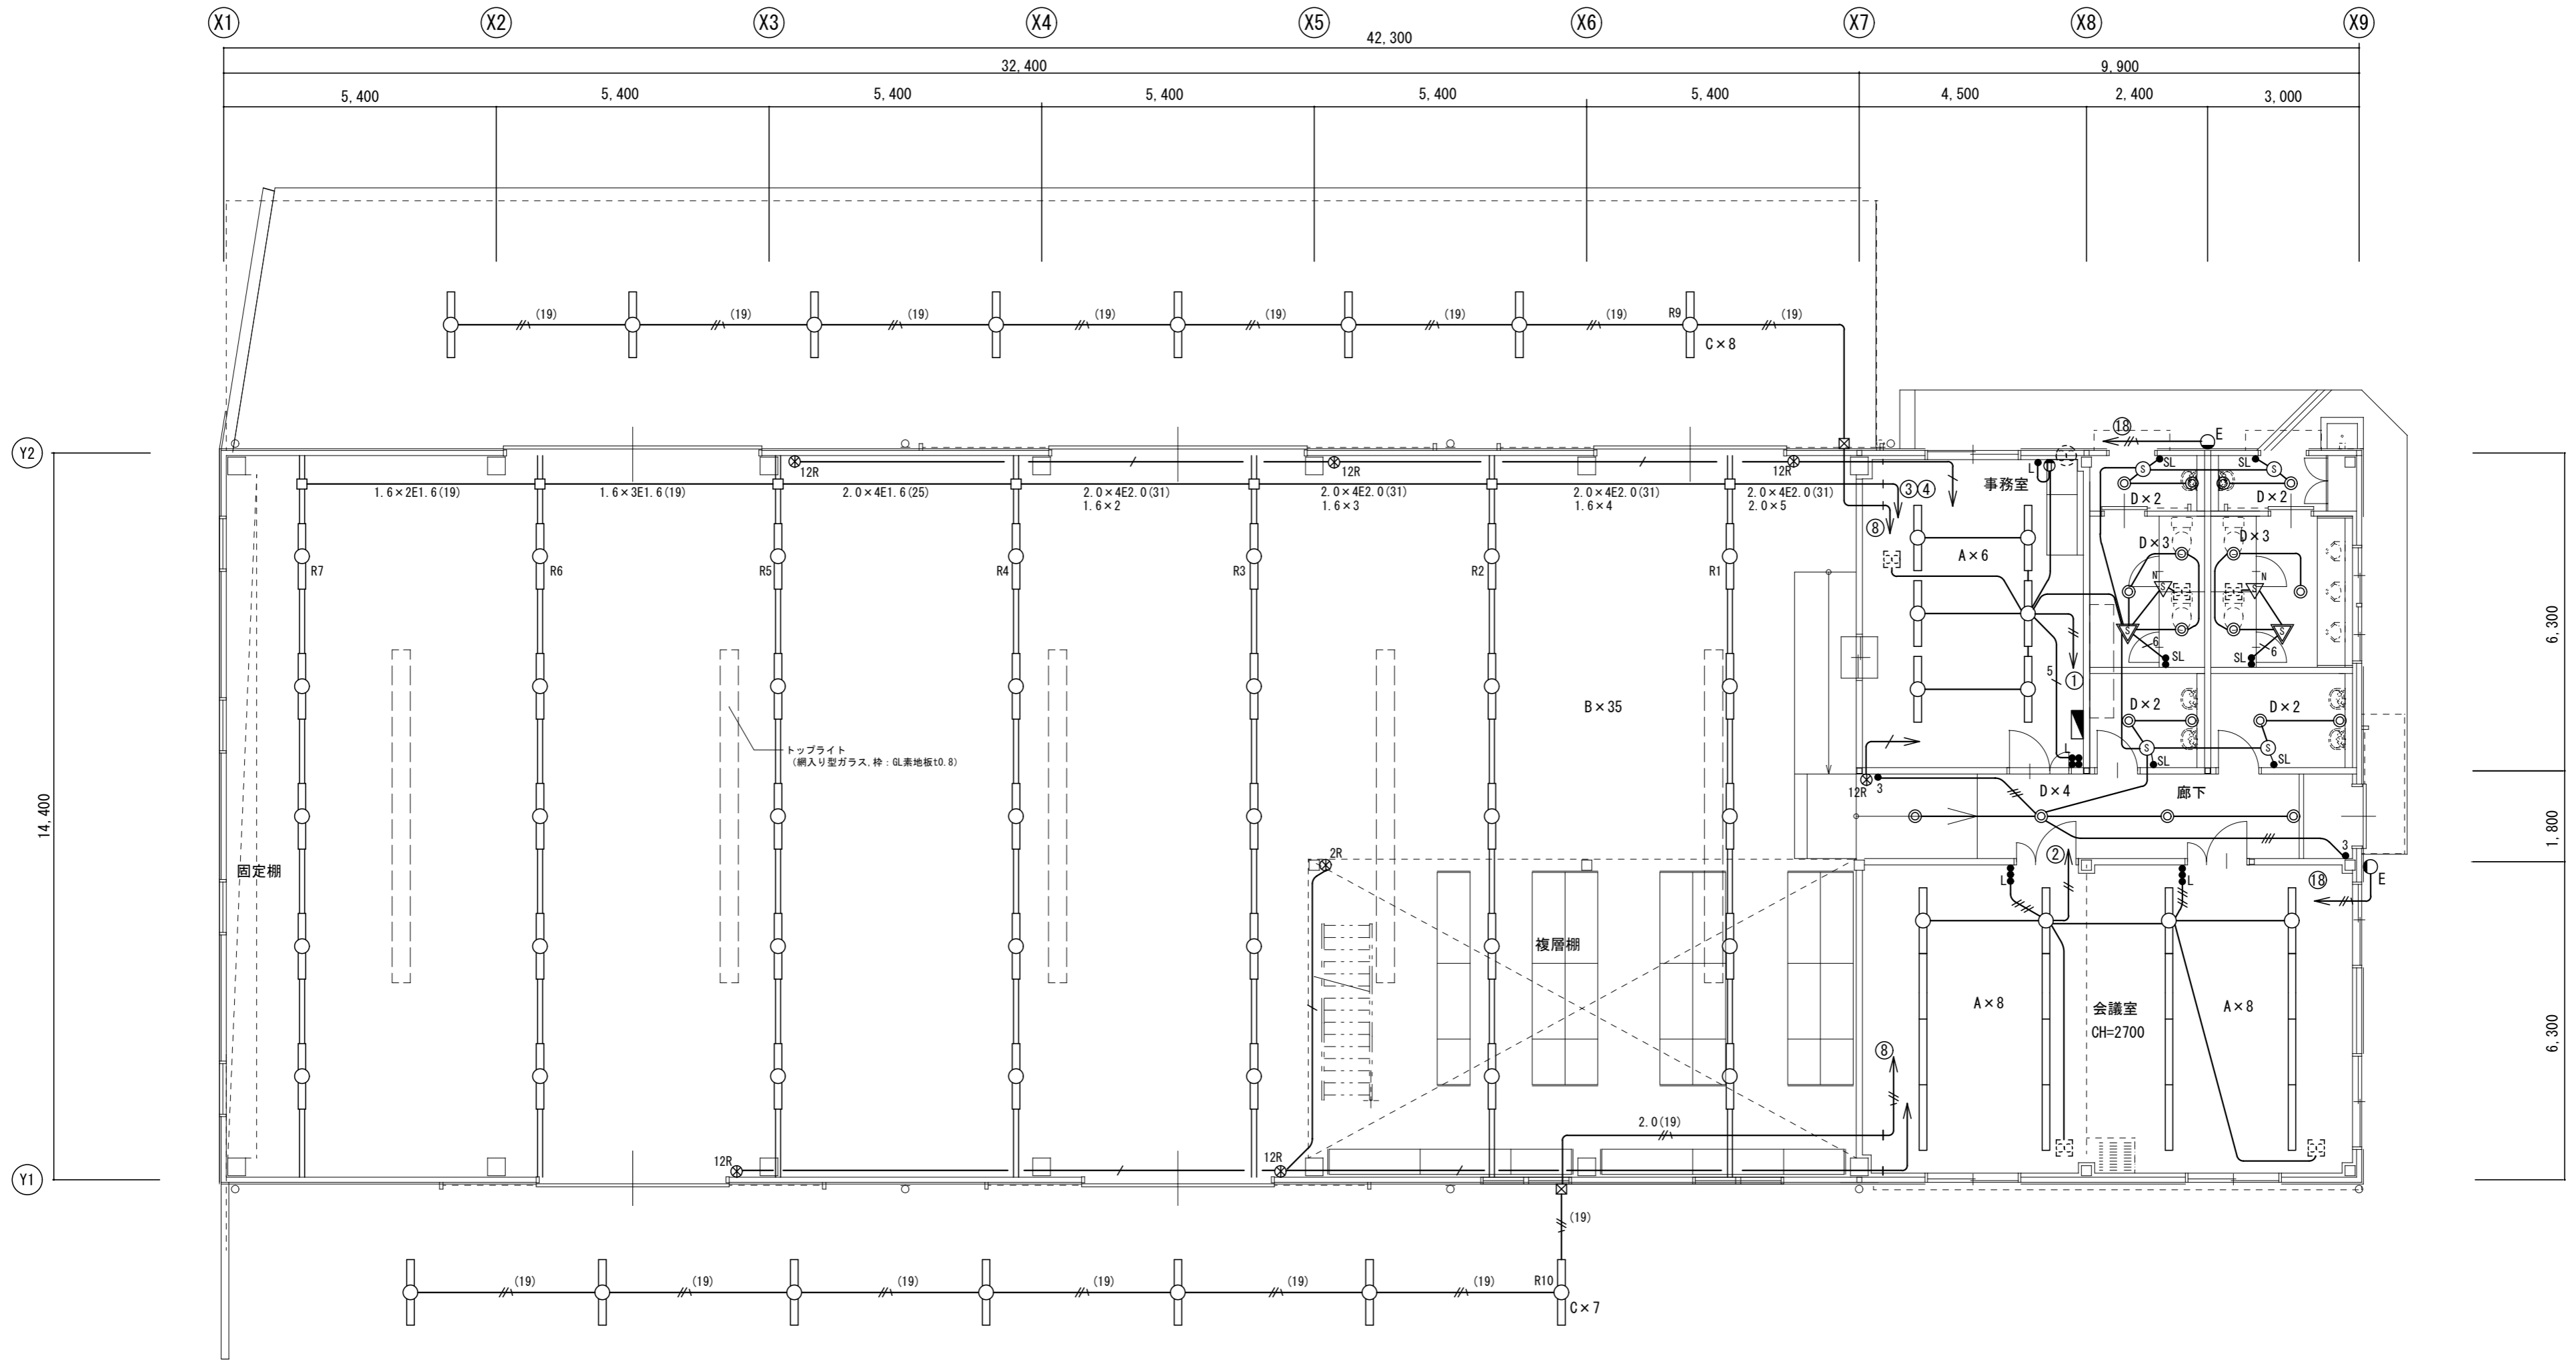 X1 X2 X3 X4 X5 X6 X7 X8 X9
42,300
32,400 9,900
5,400 5,400 5,400 5,400 5,400 5,400 4,500 2,400 3,000
(19) (19) (19) (19) (19) (19) (19) R9 (19)
C×8
18 E
Y2
12R 12R 12R L 事務室 SL SL
1.6×2E1.6(19) 1.6×3E1.6(19) 2.0×4E1.6(25) 2.0×4E2.0(31) 2.0×4E2.0(31) 2.0×4E2.0(31) 2.0×4E2.0(31) 3 4 D×2 D×2
1.6×2 1.6×3 1.6×4 2.0×5
8
S S
D×3 D×3
A×6
R7 R6 R5 R4 R3 R2 R1
N N
S S
S S
6 6
SL SL
6,300
5
1
B×35
D×2 D×2
トップライト
(網入り型ガラス,枠：GL素地板t0.8)
L S S
SL SL
12R 3 D×4 廊下
14,400
1,800
2R 2 3
固定棚
L L 18 E
複層棚
A×8 会議室 A×8
CH=2700
6,300
8
2.0(19)
12R 12R
Y1
(19)
(19) (19) (19) (19) (19) (19) R10
C×7